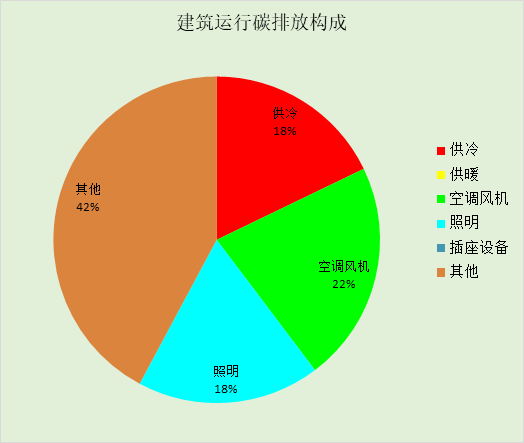 建筑运行碳排放构成
供冷
18%
其他
42%
空调风机
22%
照明
18%
供冷
供暖
空调风机
照明
插座设备
其他